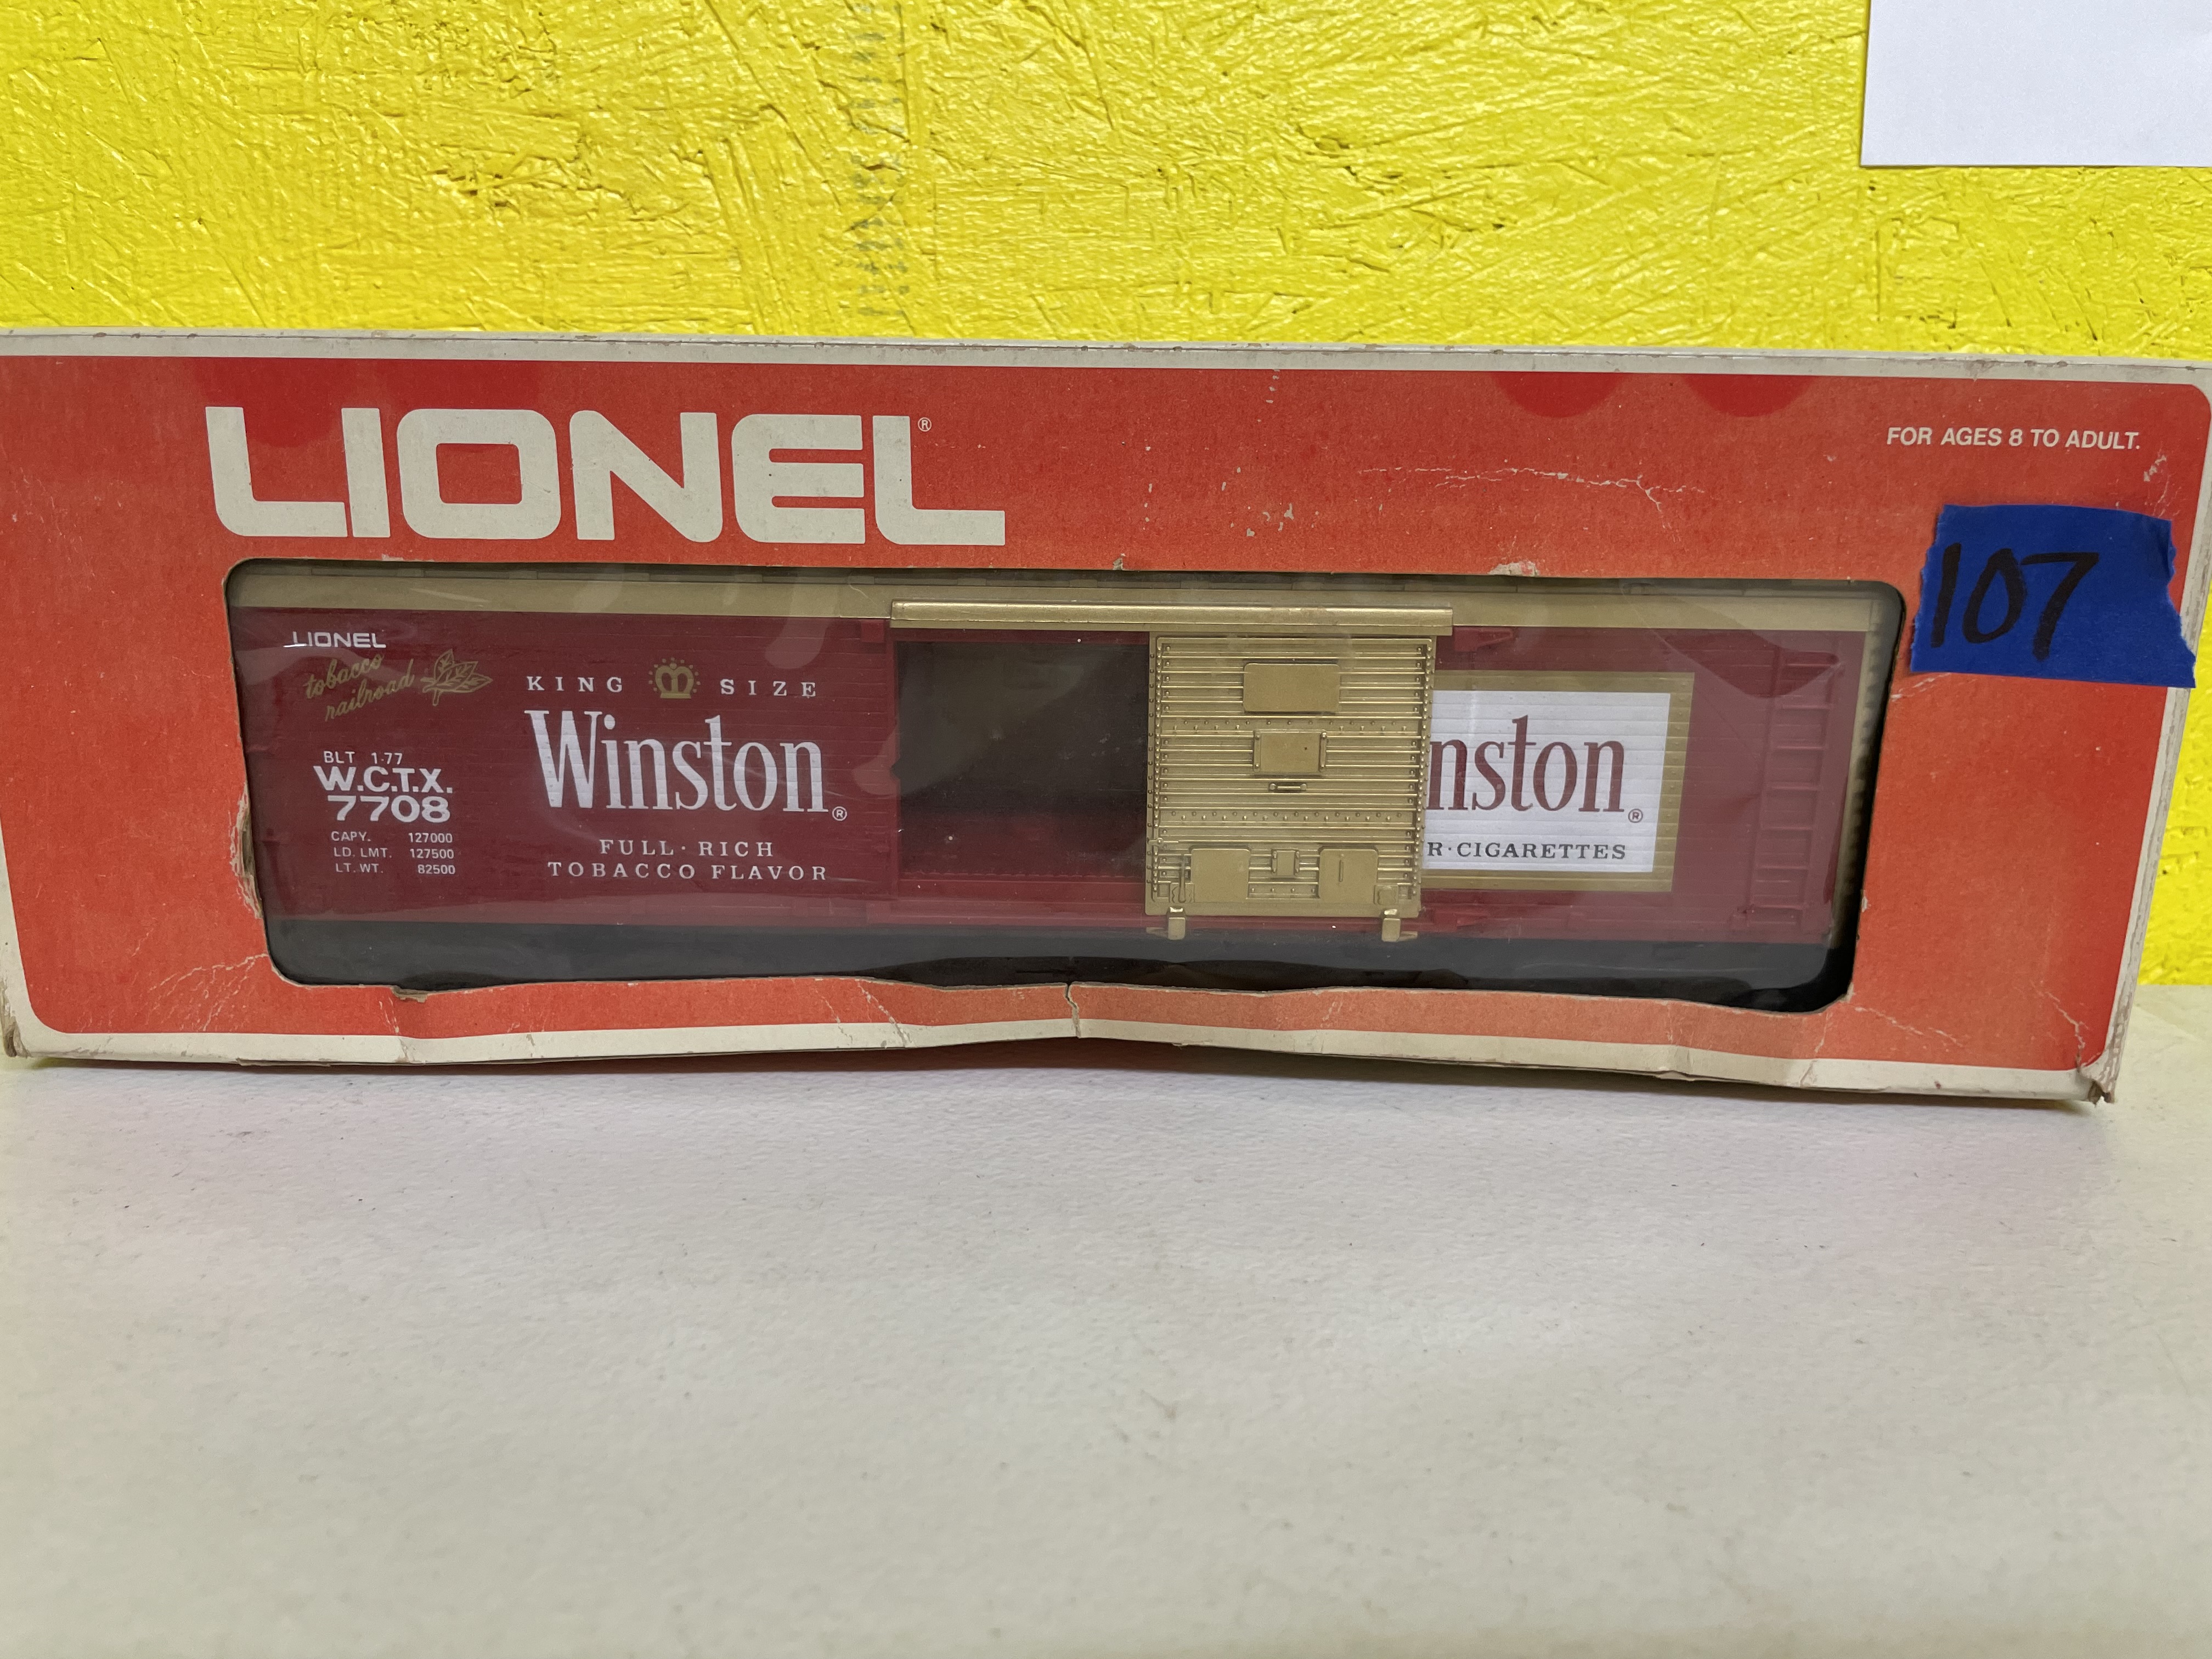 LIONEL®
FOR AGES 8 TO ADULT.
107
LIONEL
tobacco
railroad
BLT 1-77
W.C.T.X.
7708
CAPY. 127000
LD. LMT. 127500
LT. WT. 82500
KING SIZE
Winston®
FULL·RICH
TOBACCO FLAVOR
nston®
R·CIGARETTES